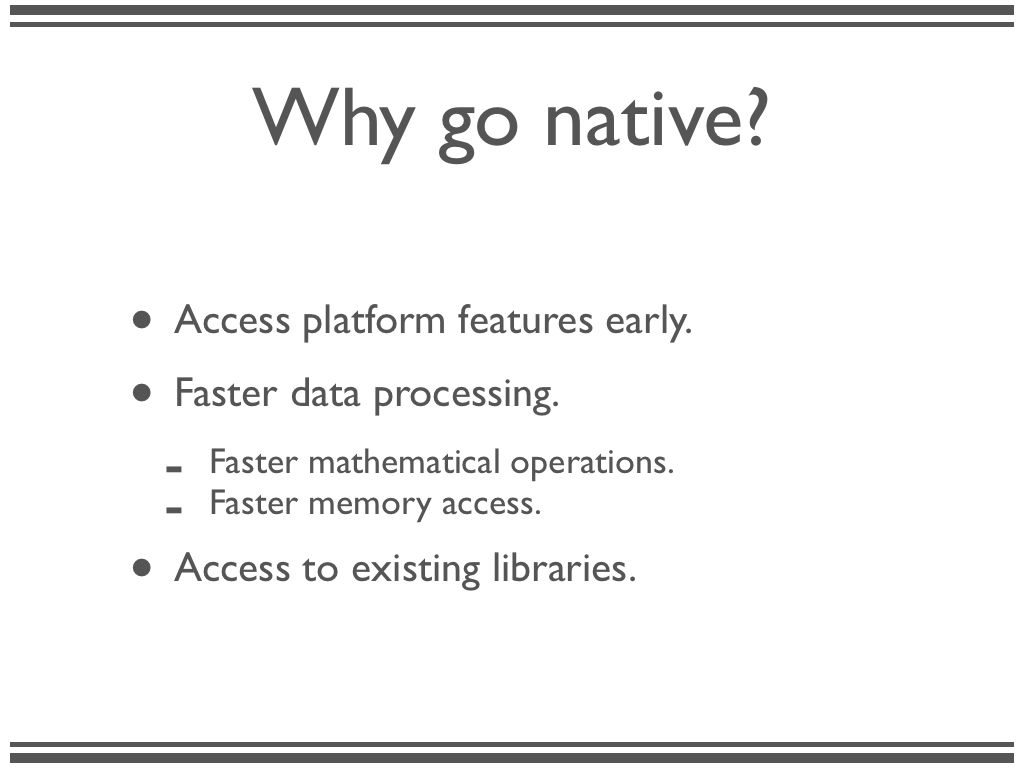 Why go native?
• Access platform features early.
• Faster data processing.
- Faster mathematical operations.
- Faster memory access.
• Access to existing libraries.